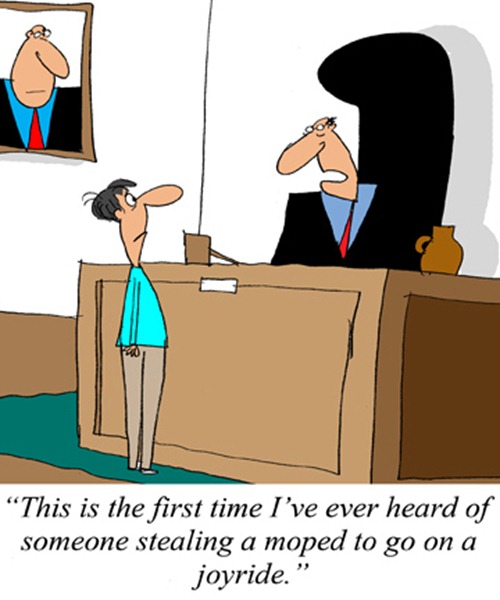 “This is the first time I’ve ever heard of
someone stealing a moped to go on a
joyride.”